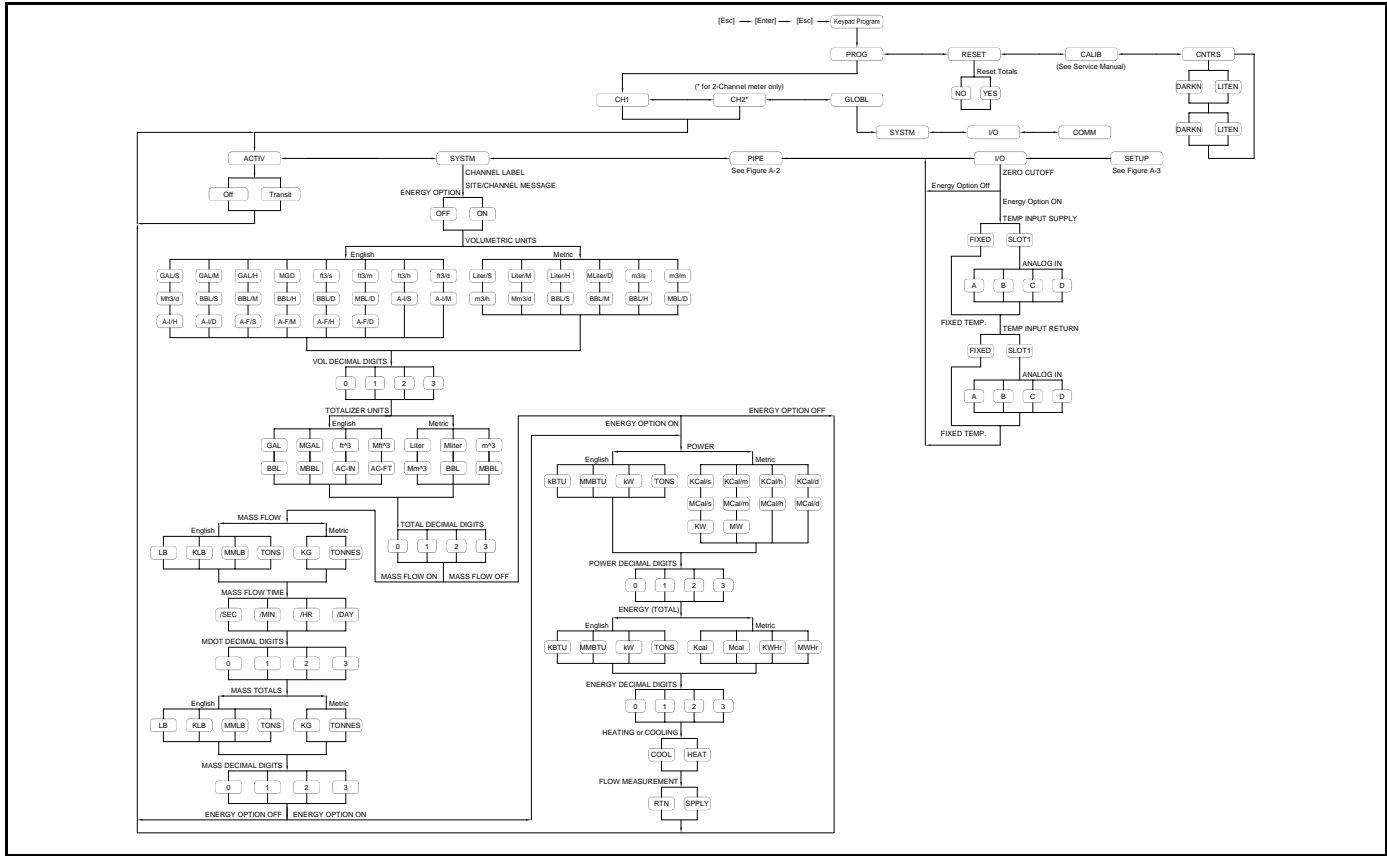 [Esc] [Enter] [Esc] Keypad Program
PROG RESET CALIB CNTRS
(See Service Manual)
Reset Totals
NO YES
DARKN LITEN
(* for 2-Channel meter only)
CH1 CH2* GLOBL
DARKN LITEN
SYSTM I/O COMM
ACTIV SYSTM PIPE I/O SETUP
See Figure A-2 See Figure A-3
CHANNEL LABEL ZERO CUTOFF
SITE/CHANNEL MESSAGE
Off Transit ENERGY OPTION Energy Option Off
Energy Option ON
OFF ON
TEMP INPUT SUPPLY
VOLUMETRIC UNITS
FIXED SLOT1
English Metric
ANALOG IN
GAL/S GAL/M GAL/H MGD ft3/s ft3/m ft3/h ft3/d Liter/S Liter/M Liter/H MLiter/D m3/s m3/m
A B C D
Mft3/d BBL/S BBL/M BBL/H BBL/D MBL/D A-I/S A-I/M m3/h Mm3/d BBL/S BBL/M BBL/H MBL/D
A-I/H A-I/D A-F/S A-F/M A-F/H A-F/D
FIXED TEMP.
TEMP INPUT RETURN
FIXED SLOT1
VOL DECIMAL DIGITS
ANALOG IN
0 1 2 3
A B C D
TOTALIZER UNITS ENERGY OPTION OFF
English Metric ENERGY OPTION ON
FIXED TEMP.
GAL MGAL ft^3 Mft^3 Liter Mliter m^3
POWER
English Metric
BBL MBBL AC-IN AC-FT Mm^3 BBL MBBL
kBTU MMBTU kW TONS KCal/s KCal/m KCal/h KCal/d
MCal/s MCal/m MCal/h MCal/d
MASS FLOW TOTAL DECIMAL DIGITS
KW MW
English Metric
0 1 2 3
LB KLB MMLB TONS KG TONNES
POWER DECIMAL DIGITS
MASS FLOW ON MASS FLOW OFF
0 1 2 3
MASS FLOW TIME
ENERGY (TOTAL)
/SEC /MIN /HR /DAY
English Metric
MDOT DECIMAL DIGITS
KBTU MMBTU kW TONS Kcal Mcal KWHr MWHr
0 1 2 3
ENERGY DECIMAL DIGITS
MASS TOTALS
English Metric
0 1 2 3
LB KLB MMLB TONS KG TONNES
HEATING or COOLING
COOL HEAT
MASS DECIMAL DIGITS
FLOW MEASUREMENT
0 1 2 3
RTN SPPLY
ENERGY OPTION OFF ENERGY OPTION ON